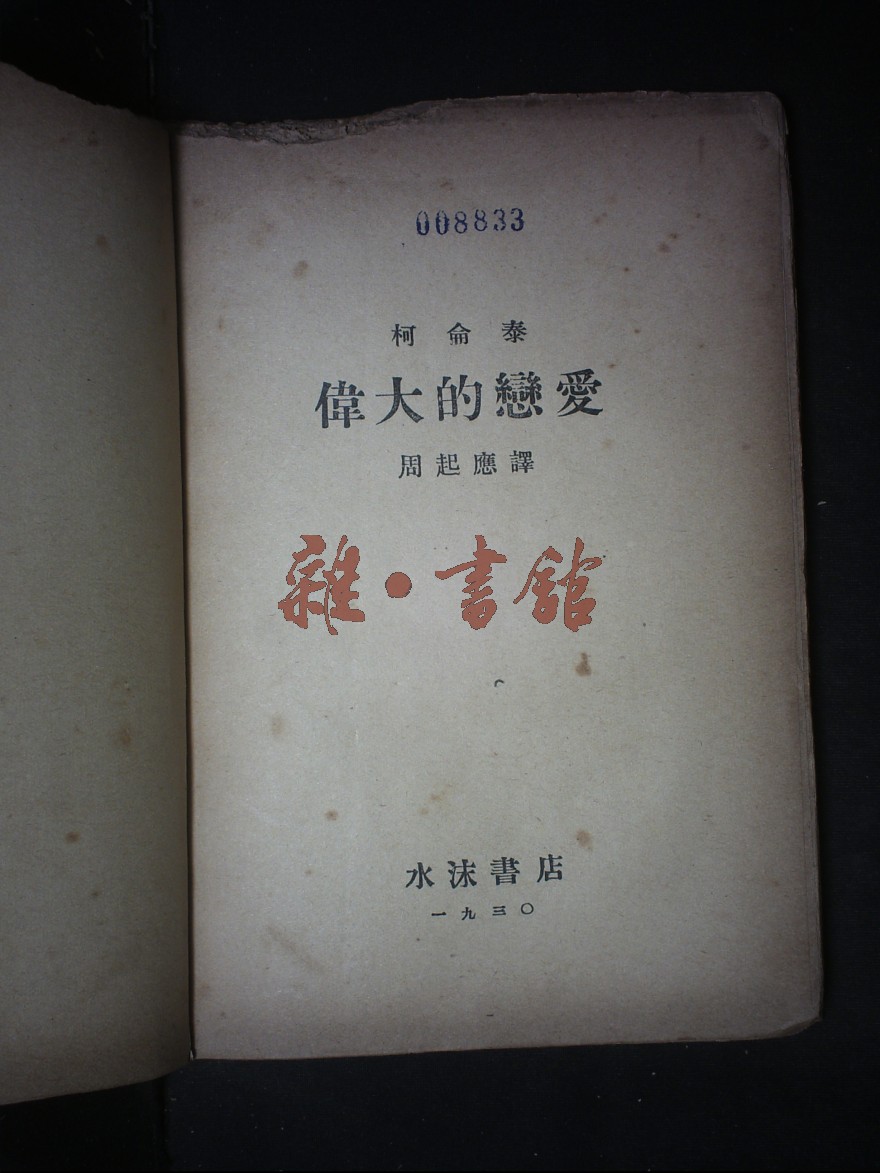 008833
柯侖泰
偉大的戀愛
周起應譯
雜·書館
水沫書店
一九三〇